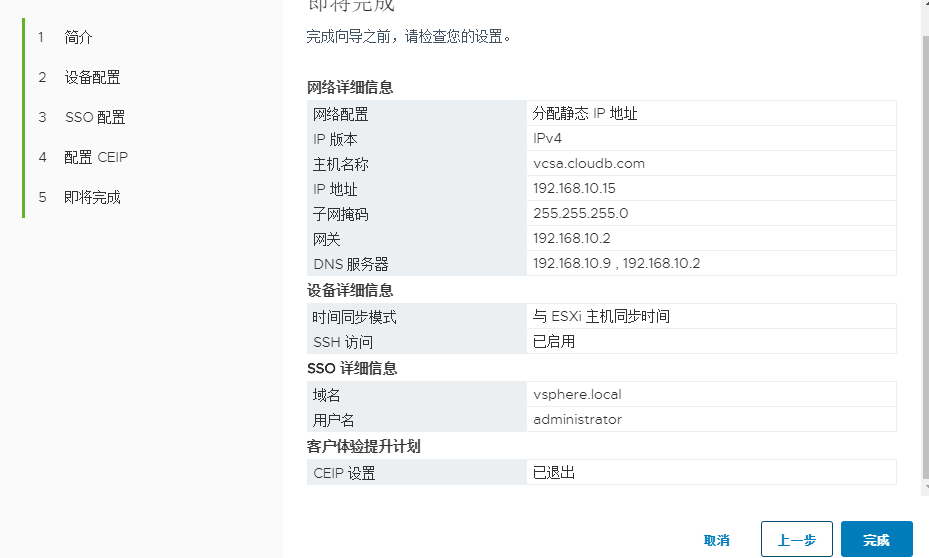 1 简介
2 设备配置
3 SSO 配置
4 配置 CEIP
5 即将完成
即将完成
完成向导之前，请检查您的设置。
网络详细信息
网络配置 分配静态 IP 地址
IP 版本 IPv4
主机名称 vcsa.cloudb.com
IP 地址 192.168.10.15
子网掩码 255.255.255.0
网关 192.168.10.2
DNS 服务器 192.168.10.9 , 192.168.10.2
设备详细信息
时间同步模式 与 ESXi 主机同步时间
SSH 访问 已启用
SSO 详细信息
域名 vsphere.local
用户名 administrator
客户体验提升计划
CEIP 设置 已退出
取消 上一步 完成